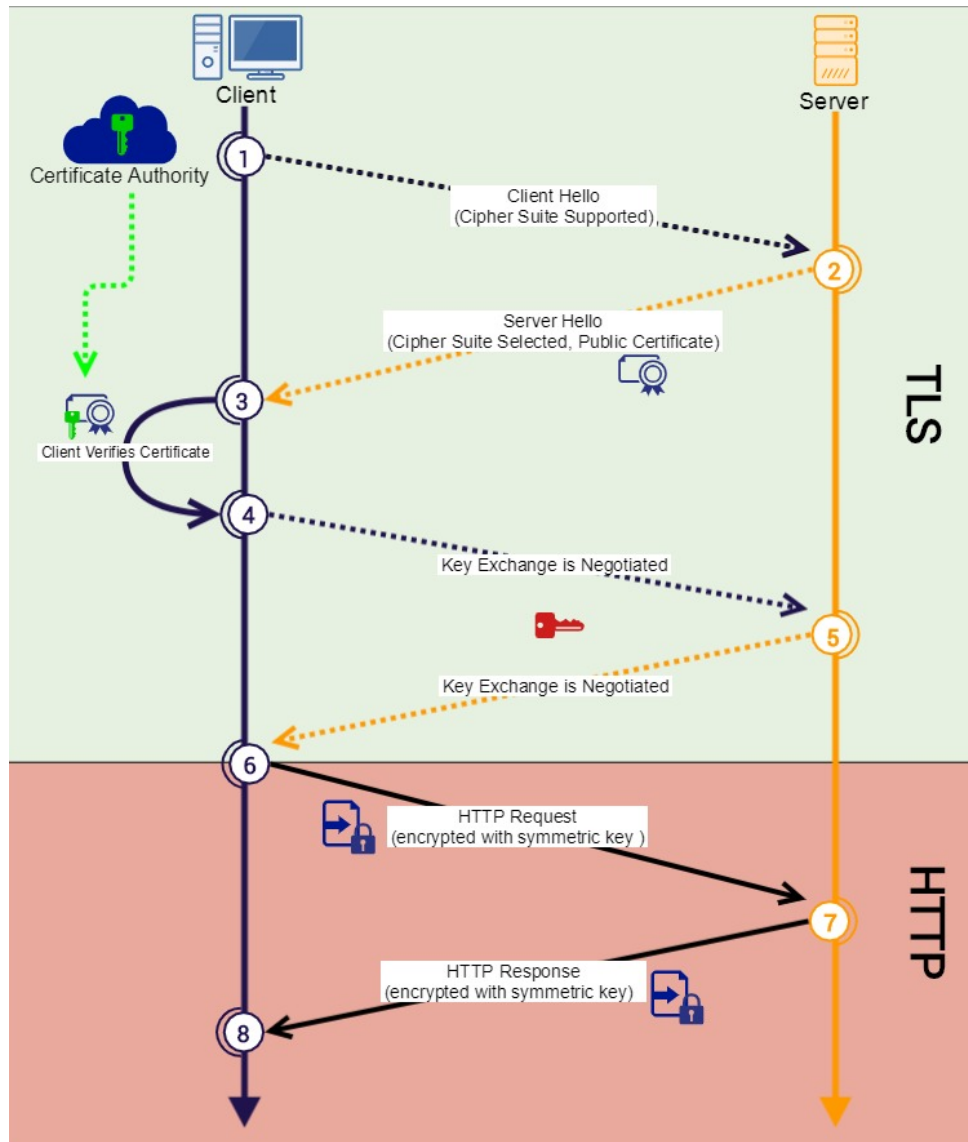 Client
Server
Certificate Authority
1
Client Hello
(Cipher Suite Supported)
2
Server Hello
(Cipher Suite Selected, Public Certificate)
TLS
3
Client Verifies Certificate
4
Key Exchange is Negotiated
5
Key Exchange is Negotiated
6
HTTP Request
(encrypted with symmetric key )
HTTP
7
HTTP Response
(encrypted with symmetric key)
8